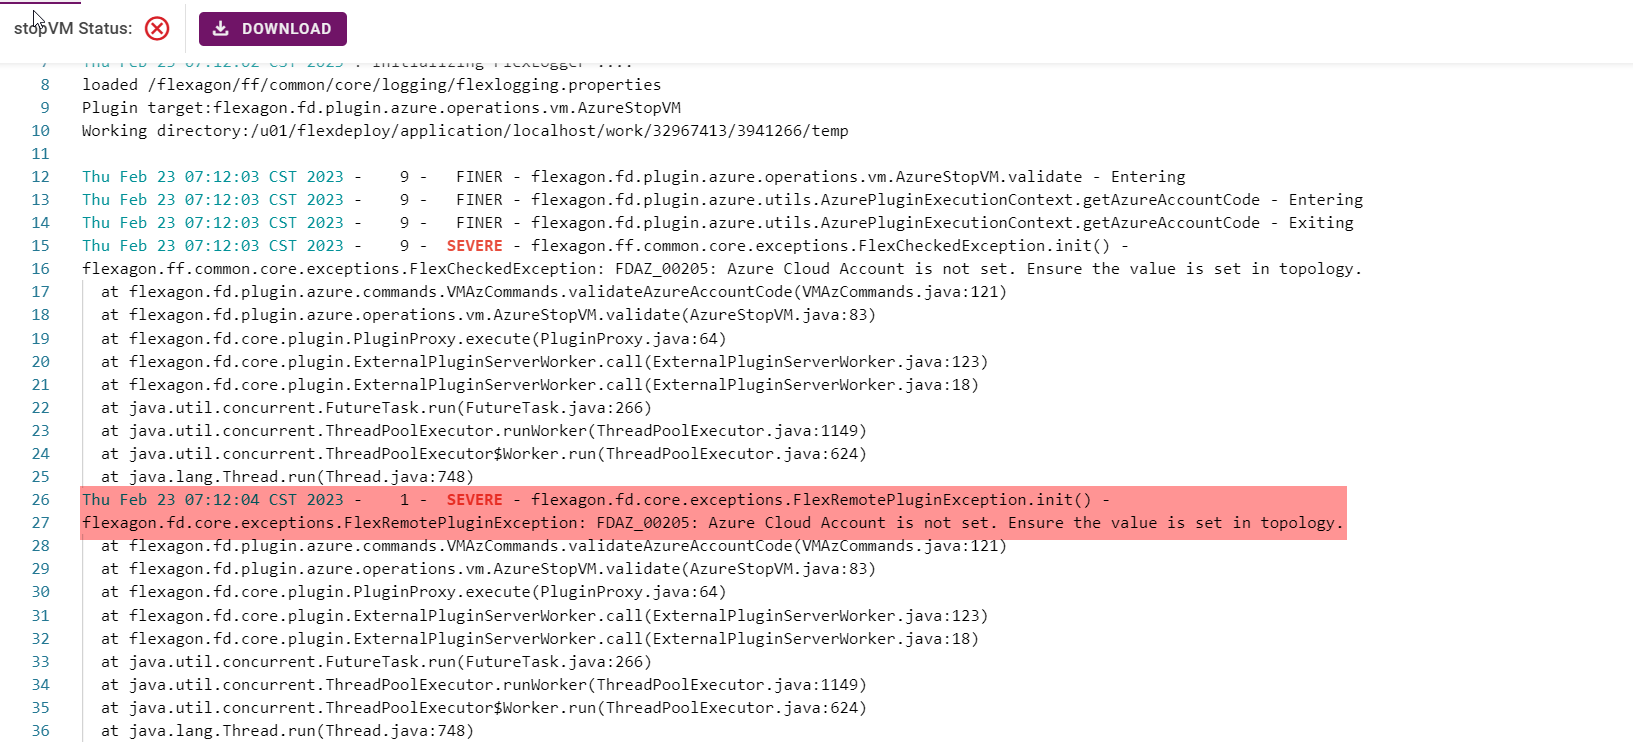 stopVM Status: DOWNLOAD
7 Thu Feb 23 07:12:02 CST 2023 : Initializing FlexLogger ....
8 loaded /flexagon/ff/common/core/logging/flexlogging.properties
9 Plugin target:flexagon.fd.plugin.azure.operations.vm.AzureStopVM
10 Working directory:/u01/flexdeploy/application/localhost/work/32967413/3941266/temp
11
12 Thu Feb 23 07:12:03 CST 2023 - 9 - FINER - flexagon.fd.plugin.azure.operations.vm.AzureStopVM.validate - Entering
13 Thu Feb 23 07:12:03 CST 2023 - 9 - FINER - flexagon.fd.plugin.azure.utils.AzurePluginExecutionContext.getAzureAccountCode - Entering
14 Thu Feb 23 07:12:03 CST 2023 - 9 - FINER - flexagon.fd.plugin.azure.utils.AzurePluginExecutionContext.getAzureAccountCode - Exiting
15 Thu Feb 23 07:12:03 CST 2023 - 9 - SEVERE - flexagon.ff.common.core.exceptions.FlexCheckedException.init() -
16 flexagon.ff.common.core.exceptions.FlexCheckedException: FDAZ_00205: Azure Cloud Account is not set. Ensure the value is set in topology.
17 at flexagon.fd.plugin.azure.commands.VMAzCommands.validateAzureAccountCode(VMAzCommands.java:121)
18 at flexagon.fd.plugin.azure.operations.vm.AzureStopVM.validate(AzureStopVM.java:83)
19 at flexagon.fd.core.plugin.PluginProxy.execute(PluginProxy.java:64)
20 at flexagon.fd.core.plugin.ExternalPluginServerWorker.call(ExternalPluginServerWorker.java:123)
21 at flexagon.fd.core.plugin.ExternalPluginServerWorker.call(ExternalPluginServerWorker.java:18)
22 at java.util.concurrent.FutureTask.run(FutureTask.java:266)
23 at java.util.concurrent.ThreadPoolExecutor.runWorker(ThreadPoolExecutor.java:1149)
24 at java.util.concurrent.ThreadPoolExecutor$Worker.run(ThreadPoolExecutor.java:624)
25 at java.lang.Thread.run(Thread.java:748)
26 Thu Feb 23 07:12:04 CST 2023 - 1 - SEVERE - flexagon.fd.core.exceptions.FlexRemotePluginException.init() -
27 flexagon.fd.core.exceptions.FlexRemotePluginException: FDAZ_00205: Azure Cloud Account is not set. Ensure the value is set in topology.
28 at flexagon.fd.plugin.azure.commands.VMAzCommands.validateAzureAccountCode(VMAzCommands.java:121)
29 at flexagon.fd.plugin.azure.operations.vm.AzureStopVM.validate(AzureStopVM.java:83)
30 at flexagon.fd.core.plugin.PluginProxy.execute(PluginProxy.java:64)
31 at flexagon.fd.core.plugin.ExternalPluginServerWorker.call(ExternalPluginServerWorker.java:123)
32 at flexagon.fd.core.plugin.ExternalPluginServerWorker.call(ExternalPluginServerWorker.java:18)
33 at java.util.concurrent.FutureTask.run(FutureTask.java:266)
34 at java.util.concurrent.ThreadPoolExecutor.runWorker(ThreadPoolExecutor.java:1149)
35 at java.util.concurrent.ThreadPoolExecutor$Worker.run(ThreadPoolExecutor.java:624)
36 at java.lang.Thread.run(Thread.java:748)